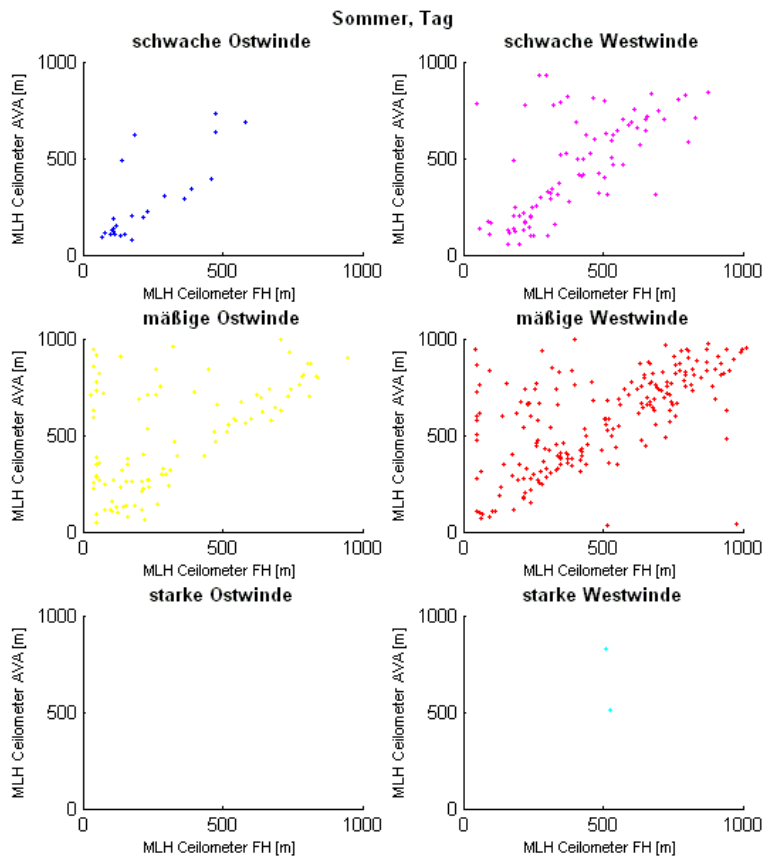 Sommer, Tag
schwache Ostwinde
1000
500
0
0
500
1000
MLH Ceilometer AVA [m]
MLH Ceilometer FH [m]
schwache Westwinde
1000
500
0
0
500
1000
MLH Ceilometer AVA [m]
MLH Ceilometer FH [m]
mäßige Ostwinde
1000
500
0
0
500
1000
MLH Ceilometer AVA [m]
MLH Ceilometer FH [m]
mäßige Westwinde
1000
500
0
0
500
1000
MLH Ceilometer AVA [m]
MLH Ceilometer FH [m]
starke Ostwinde
1000
500
0
0
500
1000
MLH Ceilometer AVA [m]
MLH Ceilometer FH [m]
starke Westwinde
1000
500
0
0
500
1000
MLH Ceilometer AVA [m]
MLH Ceilometer FH [m]